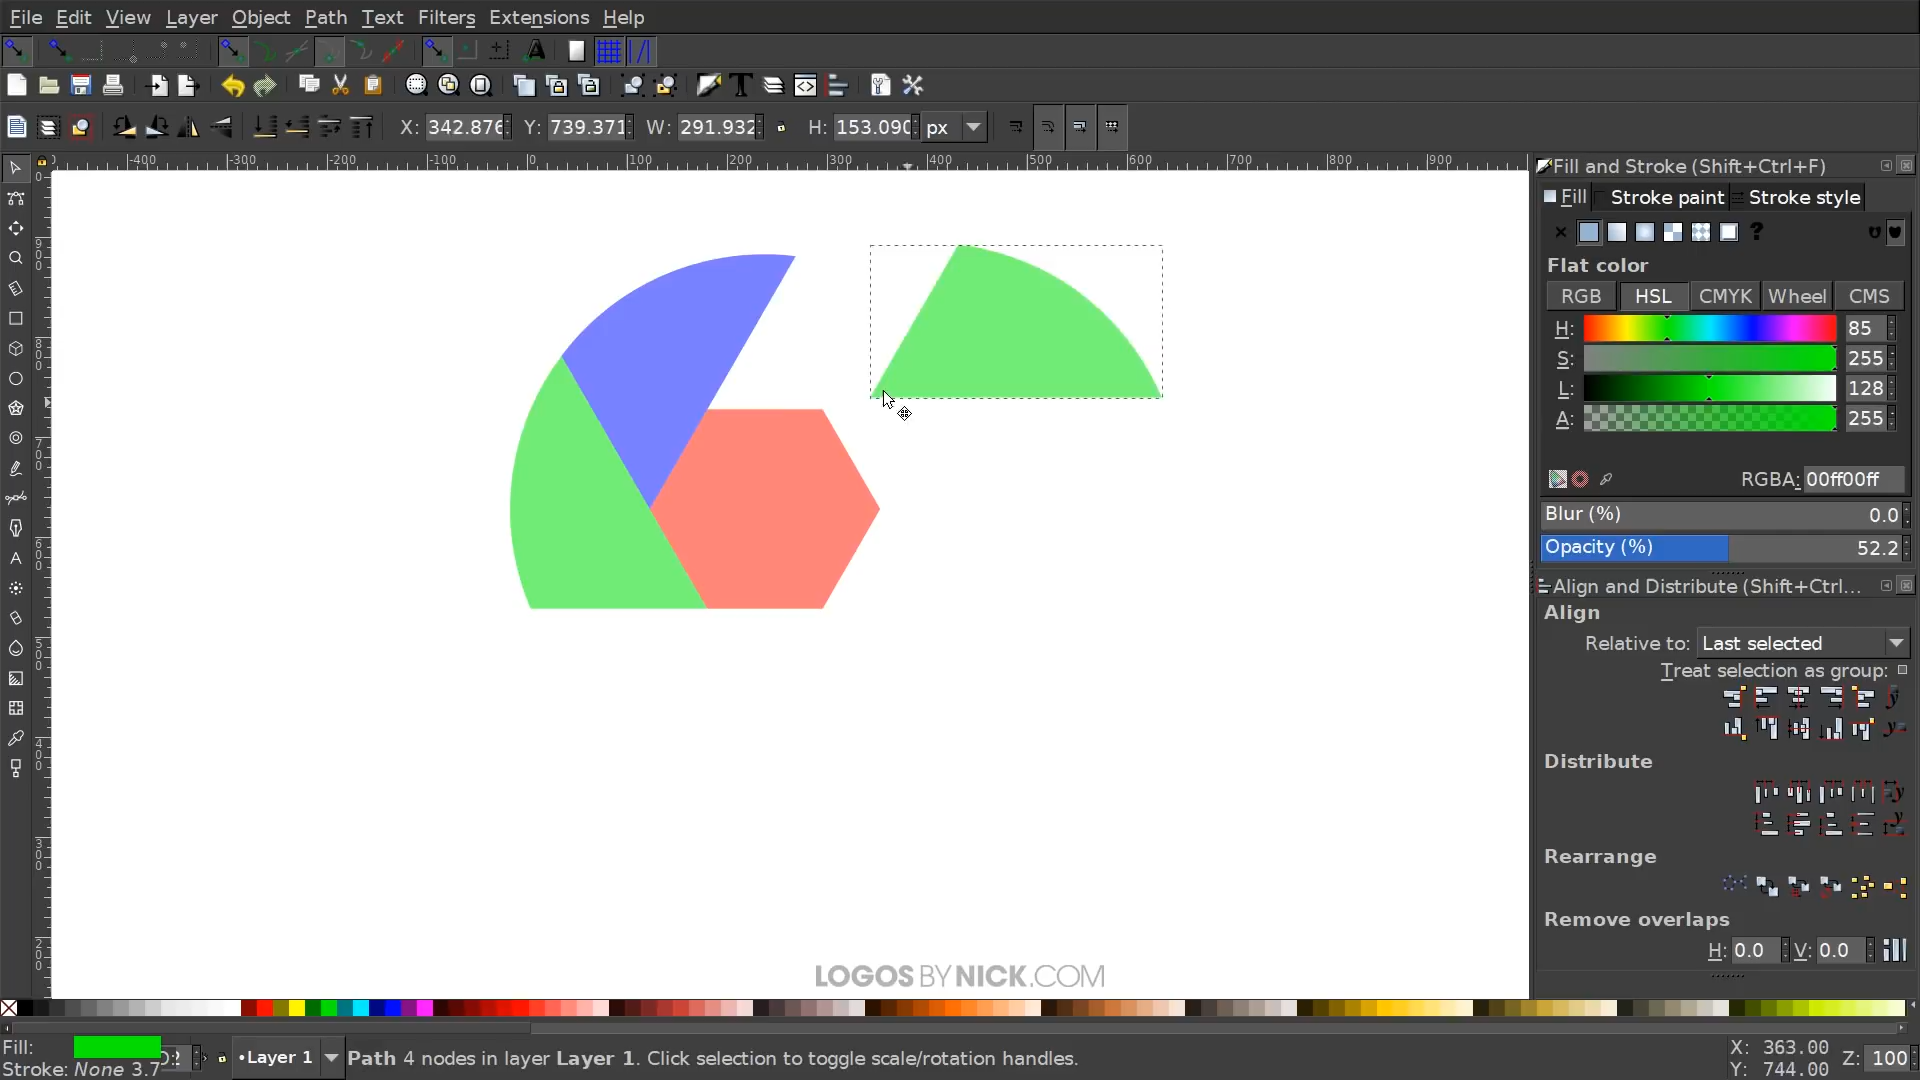 File Edit View Layer Object Path Text Filters Extensions Help
X: 342.876 Y: 739.371 W: 291.932 H: 153.090 px
-400 -300 -200 -100 0 100 200 300 400 500 600 700 800 900
Fill and Stroke (Shift+Ctrl+F)
Fill Stroke paint Stroke style
Flat color
RGB HSL CMYK Wheel CMS
H: 85
S: 255
L: 128
A: 255
RGBA: 00ff00ff
Blur (%) 0.0
Opacity (%) 52.2
Align and Distribute (Shift+Ctrl...
Align
Relative to: Last selected
Treat selection as group:
Distribute
Rearrange
Remove overlaps
H: 0.0 V: 0.0
LOGOS BY NICK.COM
Fill:
Stroke: None 3.7
•Layer 1
Path 4 nodes in layer Layer 1. Click selection to toggle scale/rotation handles.
X: 363.00
Y: 744.00
Z: 100